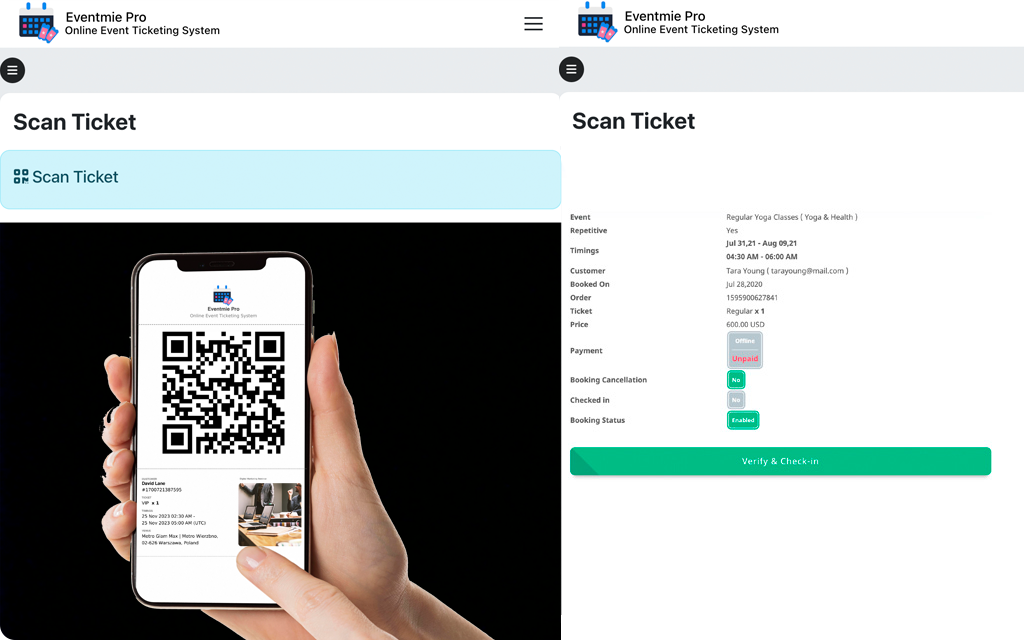 Eventmie Pro
Online Event Ticketing System
Scan Ticket
Scan Ticket
Eventmie Pro
Online Event Ticketing System
David Lane
#1700721387595
TICKET
VIP x 1
TIMINGS
25 Nov 2023 02:30 AM -
25 Nov 2023 05:00 AM (UTC)
VENUE
Metro Glam Max | Metro Wierzbno,
02-626 Warszawa, Poland
Eventmie Pro
Online Event Ticketing System
Scan Ticket
Event Regular Yoga Classes ( Yoga & Health )
Repetitive Yes
Timings Jul 31,21 - Aug 09,21
04:30 AM - 06:00 AM
Customer Tara Young ( tarayoung@mail.com )
Booked On Jul 28,2020
Order 1595900627841
Ticket Regular x 1
Price 600.00 USD
Payment Offline
Unpaid
Booking Cancellation No
Checked in No
Booking Status Enabled
Verify & Check-in